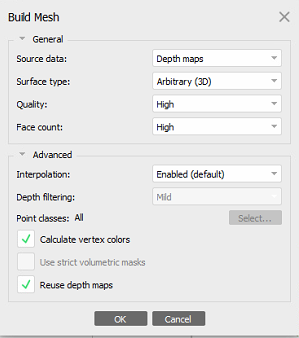 Build Mesh
General
Source data: Depth maps
Surface type: Arbitrary (3D)
Quality: High
Face count: High
Advanced
Interpolation: Enabled (default)
Depth filtering: Mild
Point classes: All Select...
Calculate vertex colors
Use strict volumetric masks
Reuse depth maps
OK Cancel